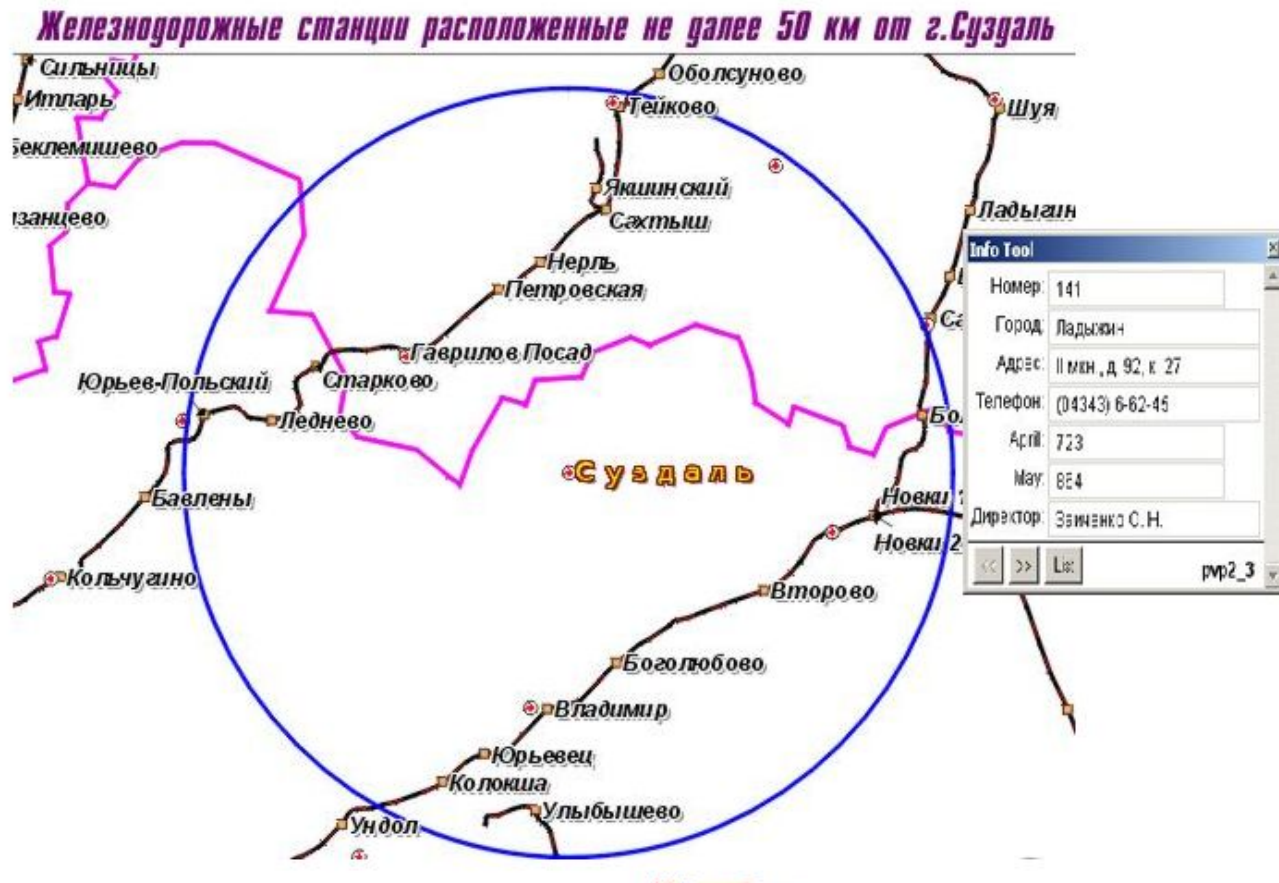 Железнодорожные станции расположенные не далее 50 км от г.Суздаль
Сильницы
Оболсуново
Итларь
Тейково
Шуя
Беклемишево
Якшинский
Сахтыш
Ладыгин
занцево
Info Tool
Нерль
Номер: 141
Петровская
Город: Ладыжин
Гаврилов Посад
Адрес: II мкн., д. 92, к. 27
Юрьев-Польский
Старково
Телефон: (04343) 6-62-45
Леднево
Бол
April: 723
Суздаль
May:
Бавлены
Новки 1
Директор: С.Н.
Новки 2
<< >> List pvp2_3
Кольчугино
Второво
Боголюбово
Владимир
Юрьевец
Колокша
Улыбышево
Ундол